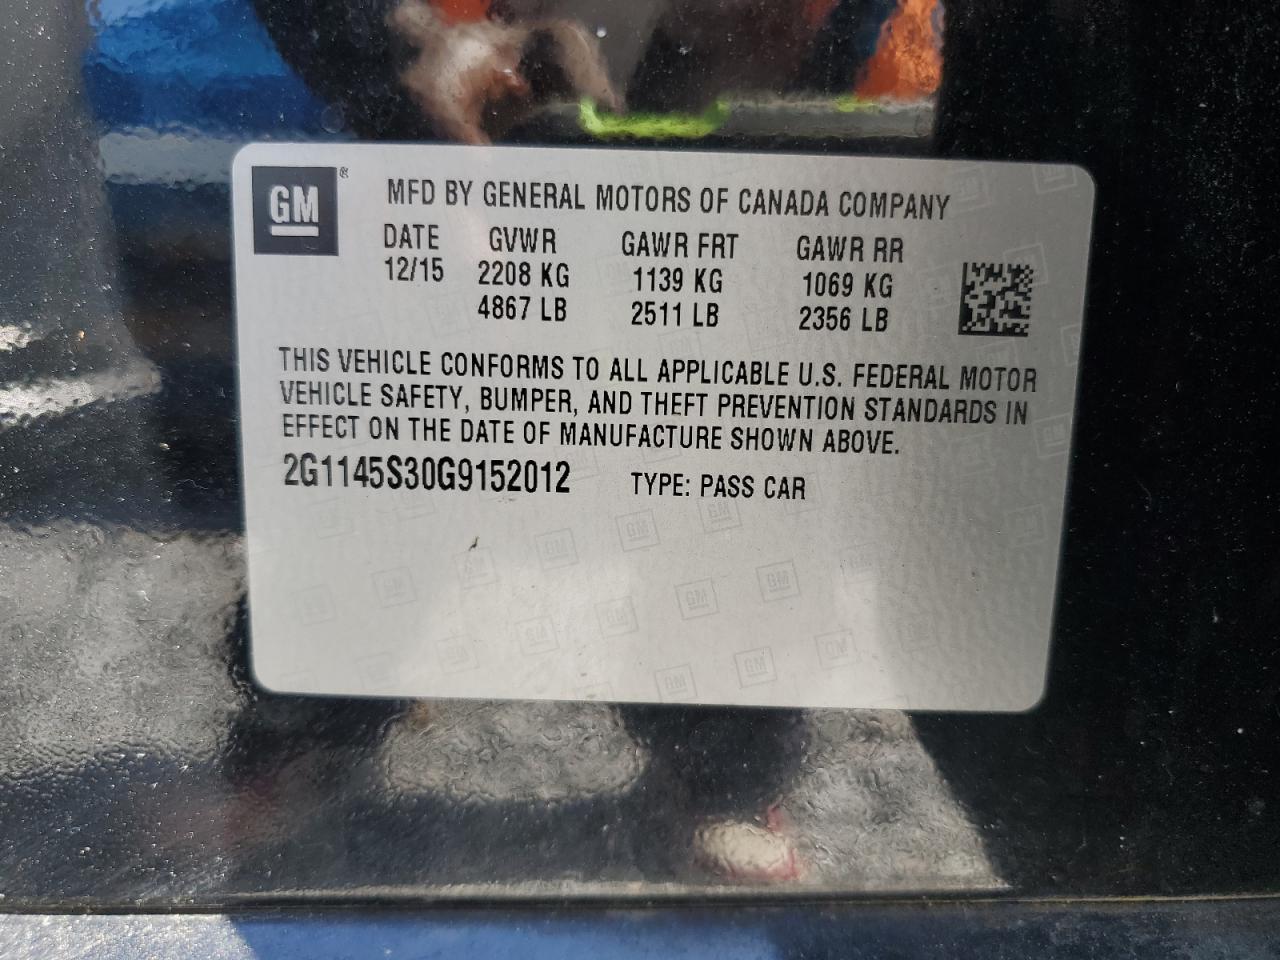 GM®
MFD BY GENERAL MOTORS OF CANADA COMPANY
DATE GVWR GAWR FRT GAWR RR
12/15 2208 KG 1139 KG 1069 KG
4867 LB 2511 LB 2356 LB
THIS VEHICLE CONFORMS TO ALL APPLICABLE U.S. FEDERAL MOTOR
VEHICLE SAFETY, BUMPER, AND THEFT PREVENTION STANDARDS IN
EFFECT ON THE DATE OF MANUFACTURE SHOWN ABOVE.
2G1145S30G9152012 TYPE: PASS CAR